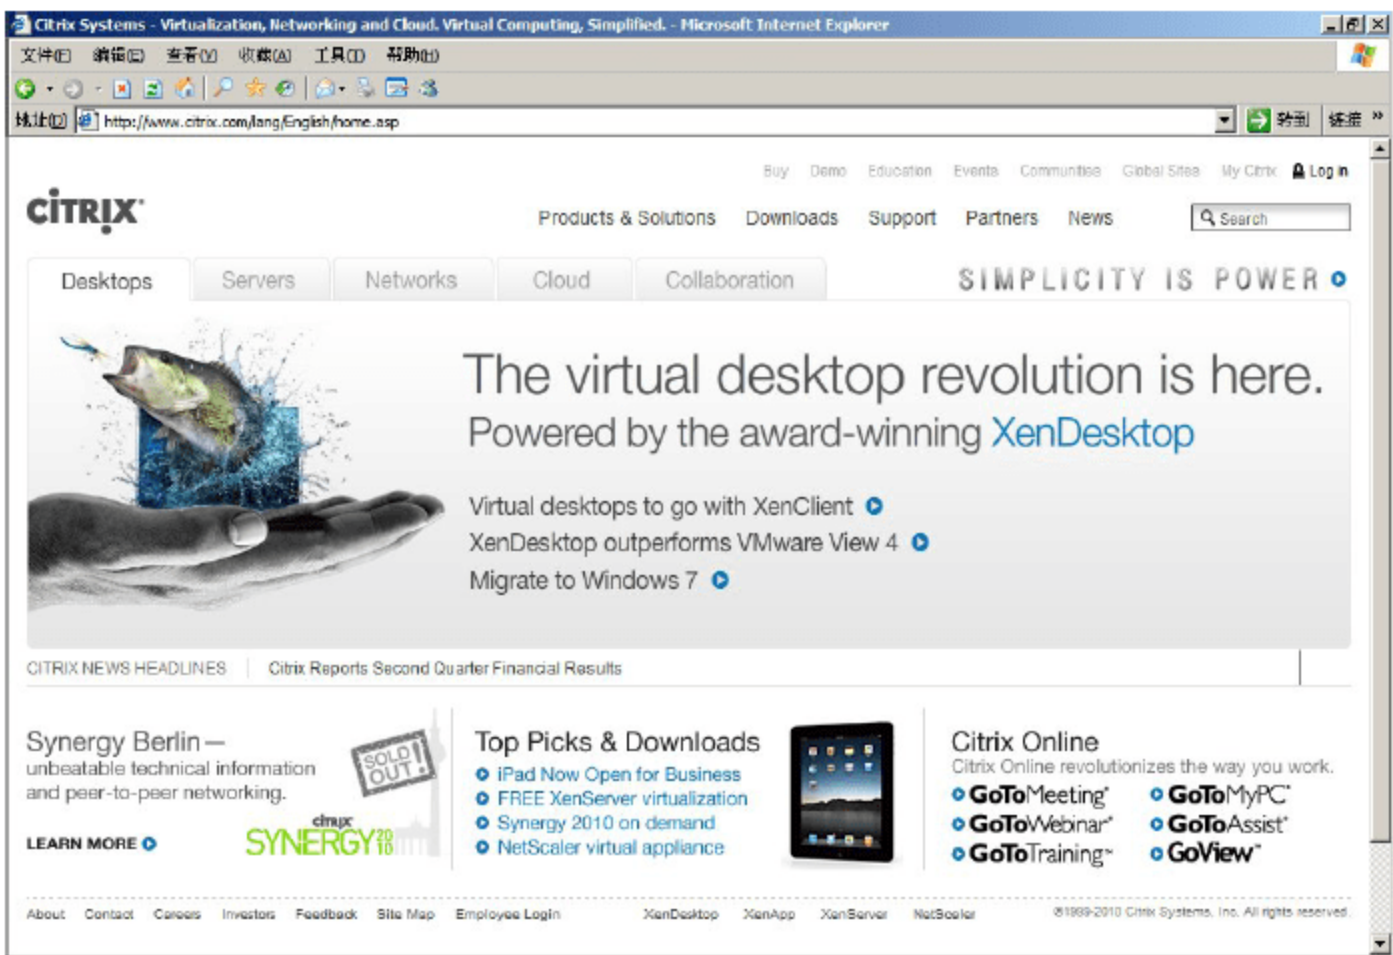 Citrix Systems - Virtualization, Networking and Cloud. Virtual Computing, Simplified. - Microsoft Internet Explorer
文件(F) 编辑(E) 查看(V) 收藏(A) 工具(T) 帮助(H)
地址(D) http://www.citrix.com/lang/English/home.asp 转到 链接 »
Buy Demo Education Events Communities Global Sites My Citrix Log in
CITRIX
Products & Solutions Downloads Support Partners News Search
Desktops Servers Networks Cloud Collaboration SIMPLICITY IS POWER
The virtual desktop revolution is here.
Powered by the award-winning XenDesktop
Virtual desktops to go with XenClient
XenDesktop outperforms VMware View 4
Migrate to Windows 7
CITRIX NEWS HEADLINES Citrix Reports Second Quarter Financial Results
Synergy Berlin—
unbeatable technical information
and peer-to-peer networking.
SOLD OUT!
LEARN MORE
citrix
SYNERGY 2010
Top Picks & Downloads
iPad Now Open for Business
FREE XenServer virtualization
Synergy 2010 on demand
NetScaler virtual appliance
Citrix Online
Citrix Online revolutionizes the way you work.
GoToMeeting® GoToMyPC®
GoToWebinar® GoToAssist®
GoToTraining™ GoView™
About Contact Careers Investors Feedback Site Map Employee Login XenDesktop XenApp XenServer NetScaler ©1999-2010 Citrix Systems, Inc. All rights reserved.